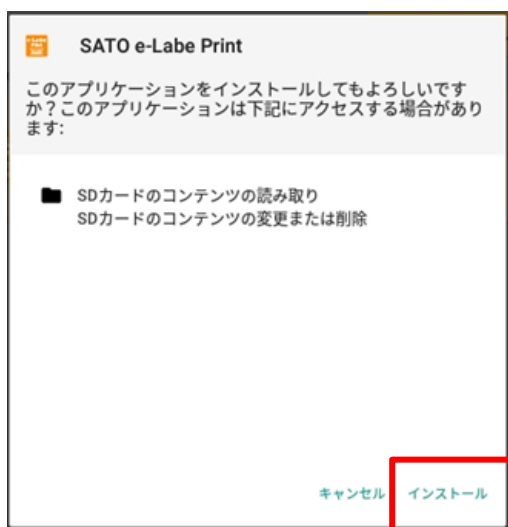 SATO e-Labe Print
このアプリケーションをインストールしてもよろしいです
か？このアプリケーションは下記にアクセスする場合があり
ます:
SDカードのコンテンツの読み取り
SDカードのコンテンツの変更または削除
キャンセル インストール